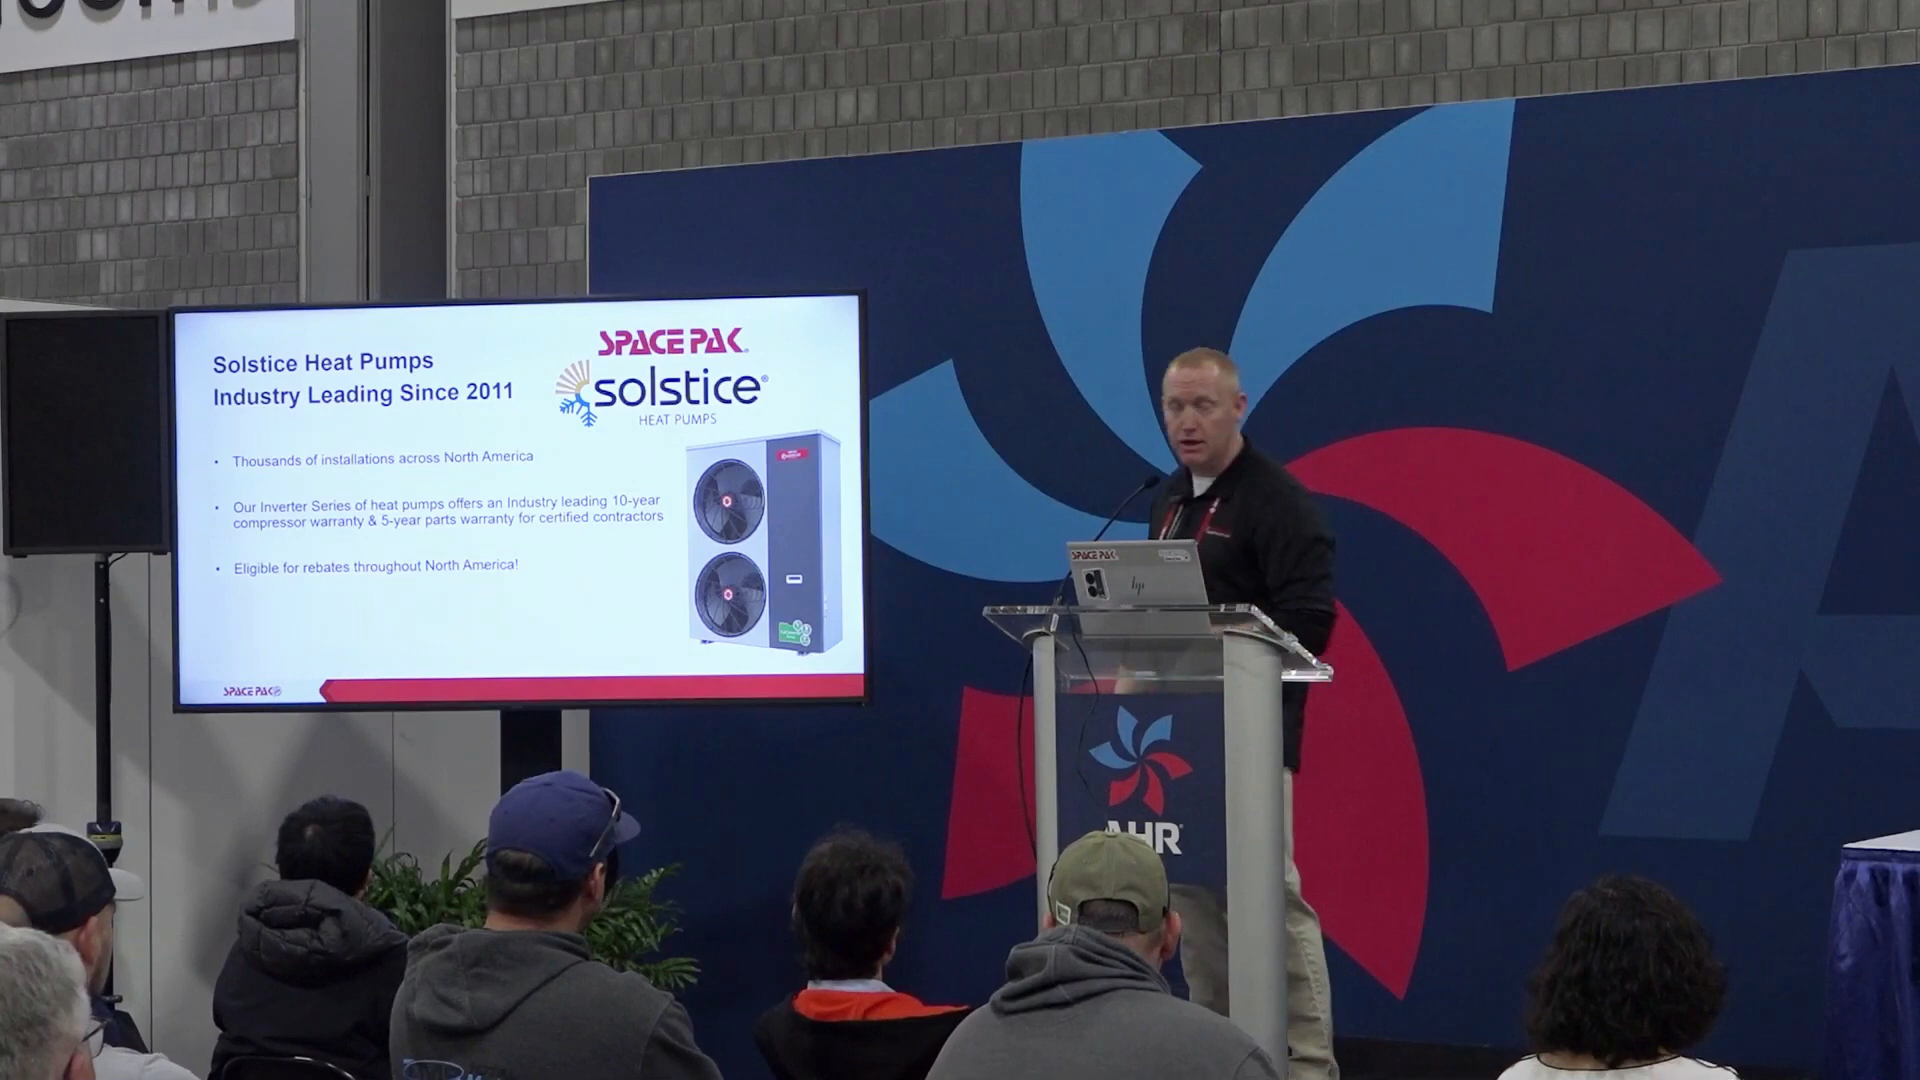 Solstice Heat Pumps
Industry Leading Since 2011
SPACE PAK
solstice®
HEAT PUMPS
• Thousands of installations across North America
• Our Inverter Series of heat pumps offers an Industry leading 10-year
compressor warranty & 5-year parts warranty for certified contractors
• Eligible for rebates throughout North America!
SPACE PAK
SPACE PAK
hp
AHR